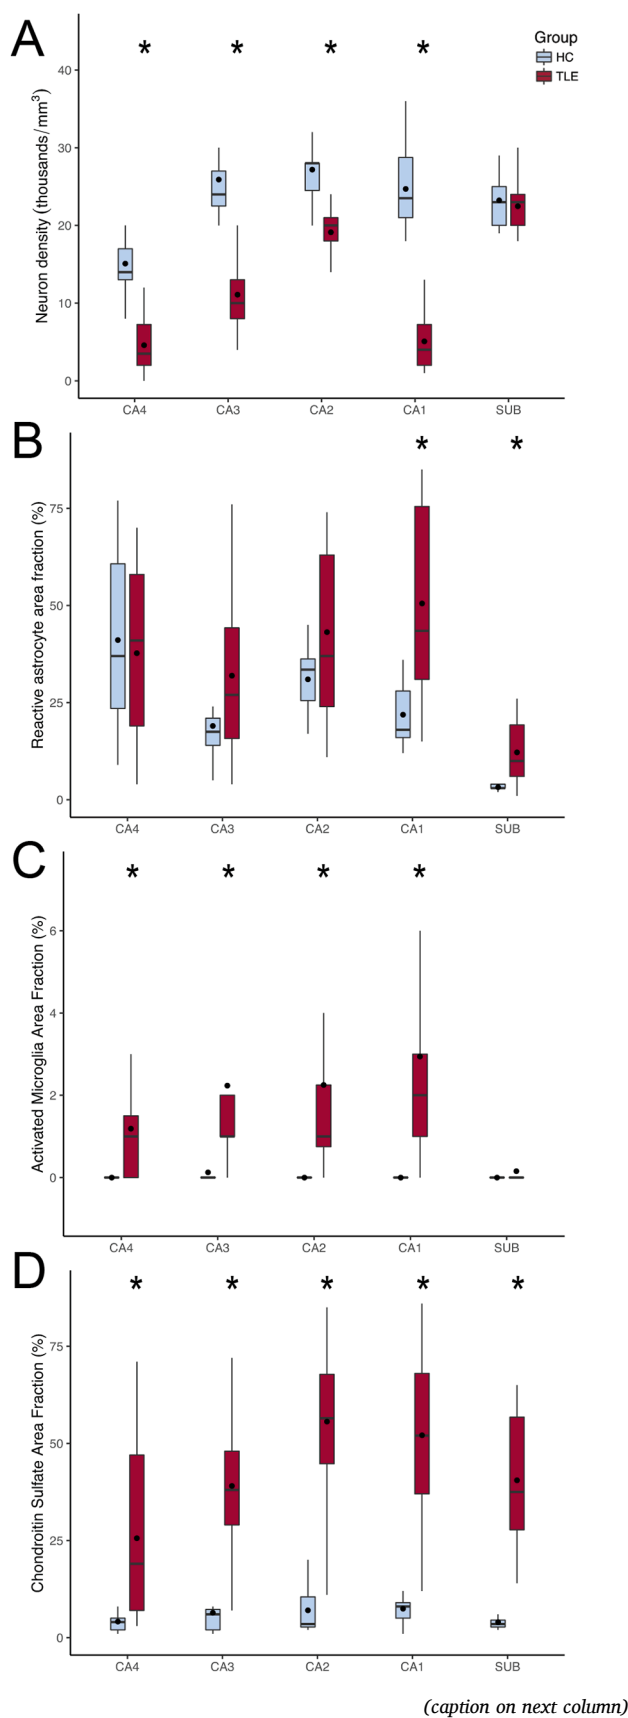 A
* * * *
Group
HC
TLE
Neuron density (thousands/mm³)
40
30
20
10
0
CA4 CA3 CA2 CA1 SUB
B
* *
Reactive astrocyte area fraction (%)
75
50
25
0
CA4 CA3 CA2 CA1 SUB
C
* * * *
Activated Microglia Area Fraction (%)
6
4
2
0
CA4 CA3 CA2 CA1 SUB
D
* * * * *
Chondroitin Sulfate Area Fraction (%)
75
50
25
0
CA4 CA3 CA2 CA1 SUB
(caption on next column)